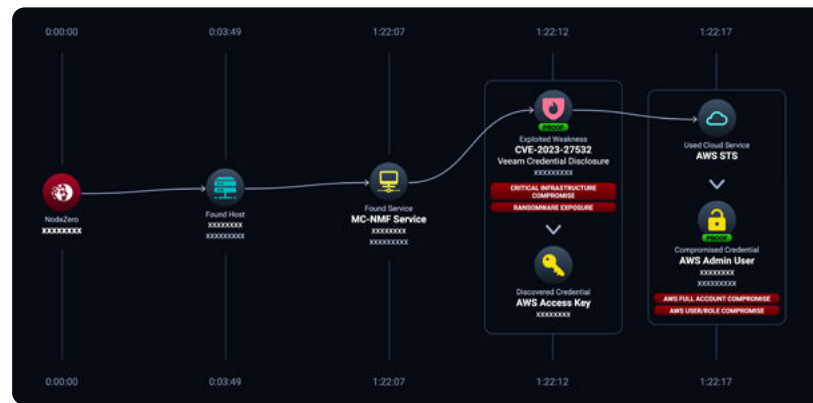 0:00:00
0:03:49
1:22:07
1:22:12
1:22:17
NodeZero
XXXXXXXX
Found Host
XXXXXXXX
XXXXXXXXX
Found Service
MC-NMF Service
XXXXXXXX
XXXXXXXXX
PROOF
Exploited Weakness
CVE-2023-27532
Veeam Credential Disclosure
XXXXXXXXX
CRITICAL INFRASTRUCTURE
COMPROMISE
RANSOMWARE EXPOSURE
Discovered Credential
AWS Access Key
XXXXXXXX
Used Cloud Service
AWS STS
PROOF
Compromised Credential
AWS Admin User
XXXXXXXX
XXXXXXXXX
AWS FULL ACCOUNT COMPROMISE
AWS USER/ROLE COMPROMISE
0:00:00
0:03:49
1:22:07
1:22:12
1:22:17